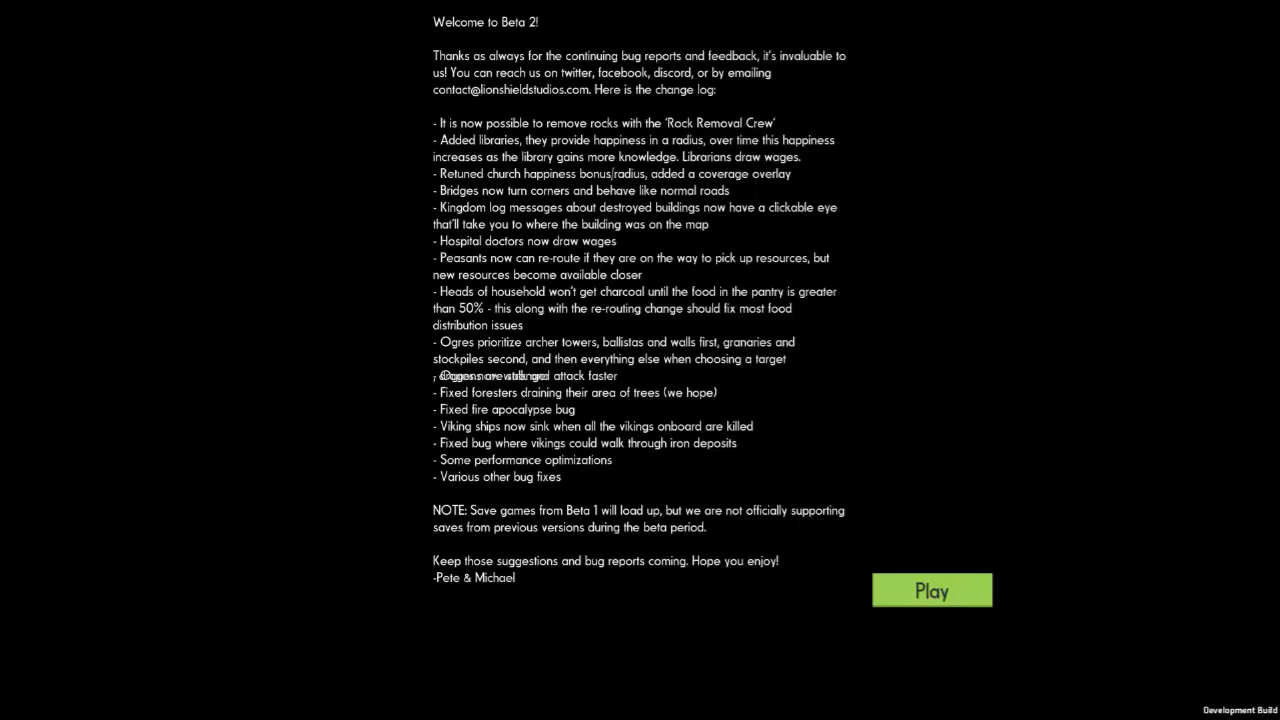 Welcome to Beta 2!
Thanks as always for the continuing bug reports and feedback, it's invaluable to
us! You can reach us on twitter, facebook, discord, or by emailing
contact@lionshieldstudios.com. Here is the change log:
- It is now possible to remove rocks with the 'Rock Removal Crew'
- Added libraries, they provide happiness in a radius, over time this happiness
increases as the library gains more knowledge. Librarians draw wages.
- Retuned church happiness bonus/radius, added a coverage overlay
- Bridges now turn corners and behave like normal roads
- Kingdom log messages about destroyed buildings now have a clickable eye
that'll take you to where the building was on the map
- Hospital doctors now draw wages
- Peasants now can re-route if they are on the way to pick up resources, but
new resources become available closer
- Heads of household won't get charcoal until the food in the pantry is greater
than 50% - this along with the re-routing change should fix most food
distribution issues
- Ogres prioritize archer towers, ballistas and walls first, granaries and
stockpiles second, and then everything else when choosing a target
attack faster
- Fixed foresters draining their area of trees (we hope)
- Fixed fire apocalypse bug
- Viking ships now sink when all the vikings onboard are killed
- Fixed bug where vikings could walk through iron deposits
- Some performance optimizations
- Various other bug fixes
NOTE: Save games from Beta 1 will load up, but we are not officially supporting
saves from previous versions during the beta period.
Keep those suggestions and bug reports coming. Hope you enjoy!
-Pete & Michael
Play
Development Build